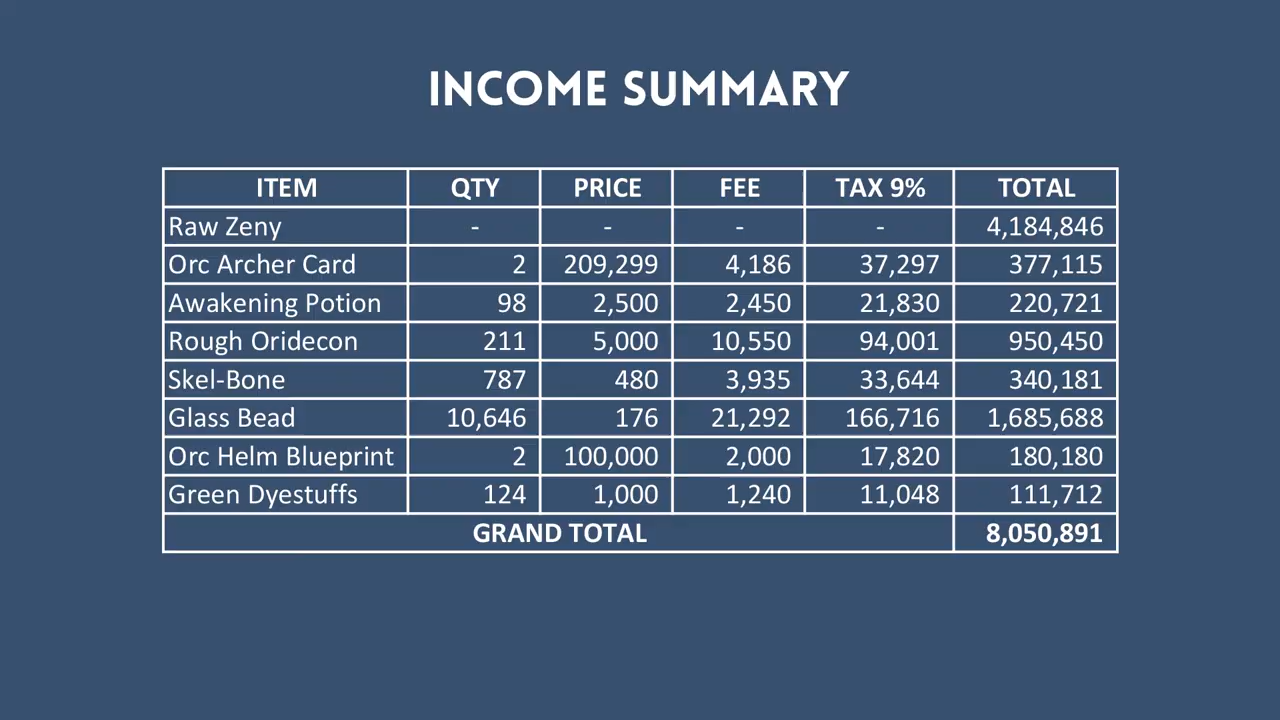 INCOME SUMMARY
ITEM QTY PRICE FEE TAX 9% TOTAL
Raw Zeny - - - - 4,184,846
Orc Archer Card 2 209,299 4,186 37,297 377,115
Awakening Potion 98 2,500 2,450 21,830 220,721
Rough Oridecon 211 5,000 10,550 94,001 950,450
Skel-Bone 787 480 3,935 33,644 340,181
Glass Bead 10,646 176 21,292 166,716 1,685,688
Orc Helm Blueprint 2 100,000 2,000 17,820 180,180
Green Dyestuffs 124 1,000 1,240 11,048 111,712
GRAND TOTAL 8,050,891